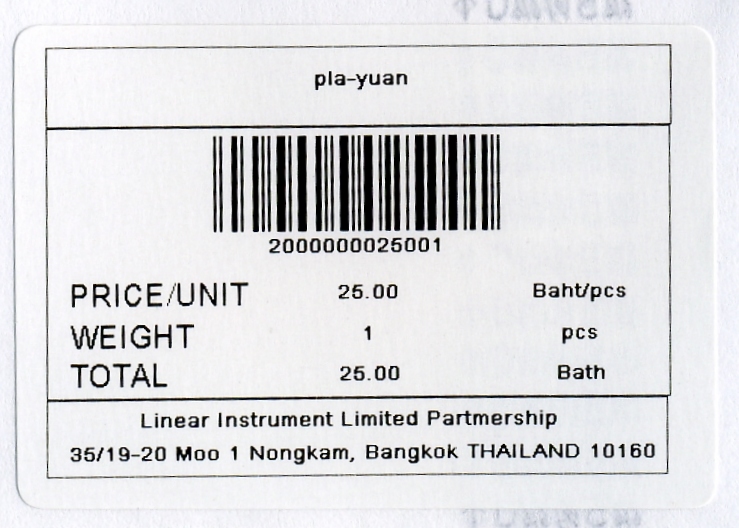 pla-yuan
2000000025001
PRICE/UNIT 25.00 Baht/pcs
WEIGHT 1 pcs
TOTAL 25.00 Bath
Linear Instrument Limited Partmership
35/19-20 Moo 1 Nongkam, Bangkok THAILAND 10160